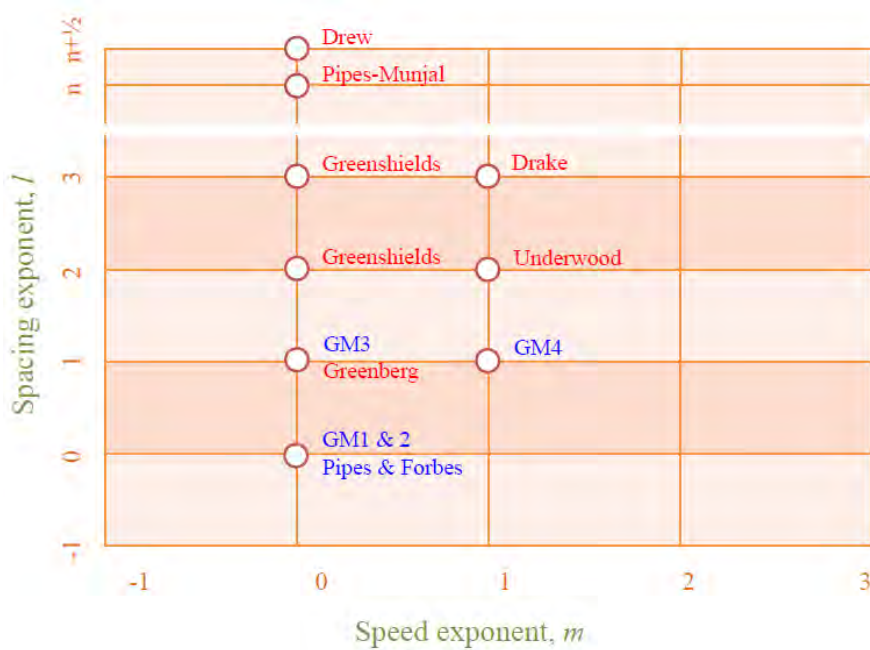 n+½
Drew
n
Pipes-Munjal
3
Greenshields
Drake
2
Greenshields
Underwood
1
GM3
Greenberg
GM4
0
GM1 & 2
Pipes & Forbes
-1
Spacing exponent, l
-1 0 1 2 3
Speed exponent, m